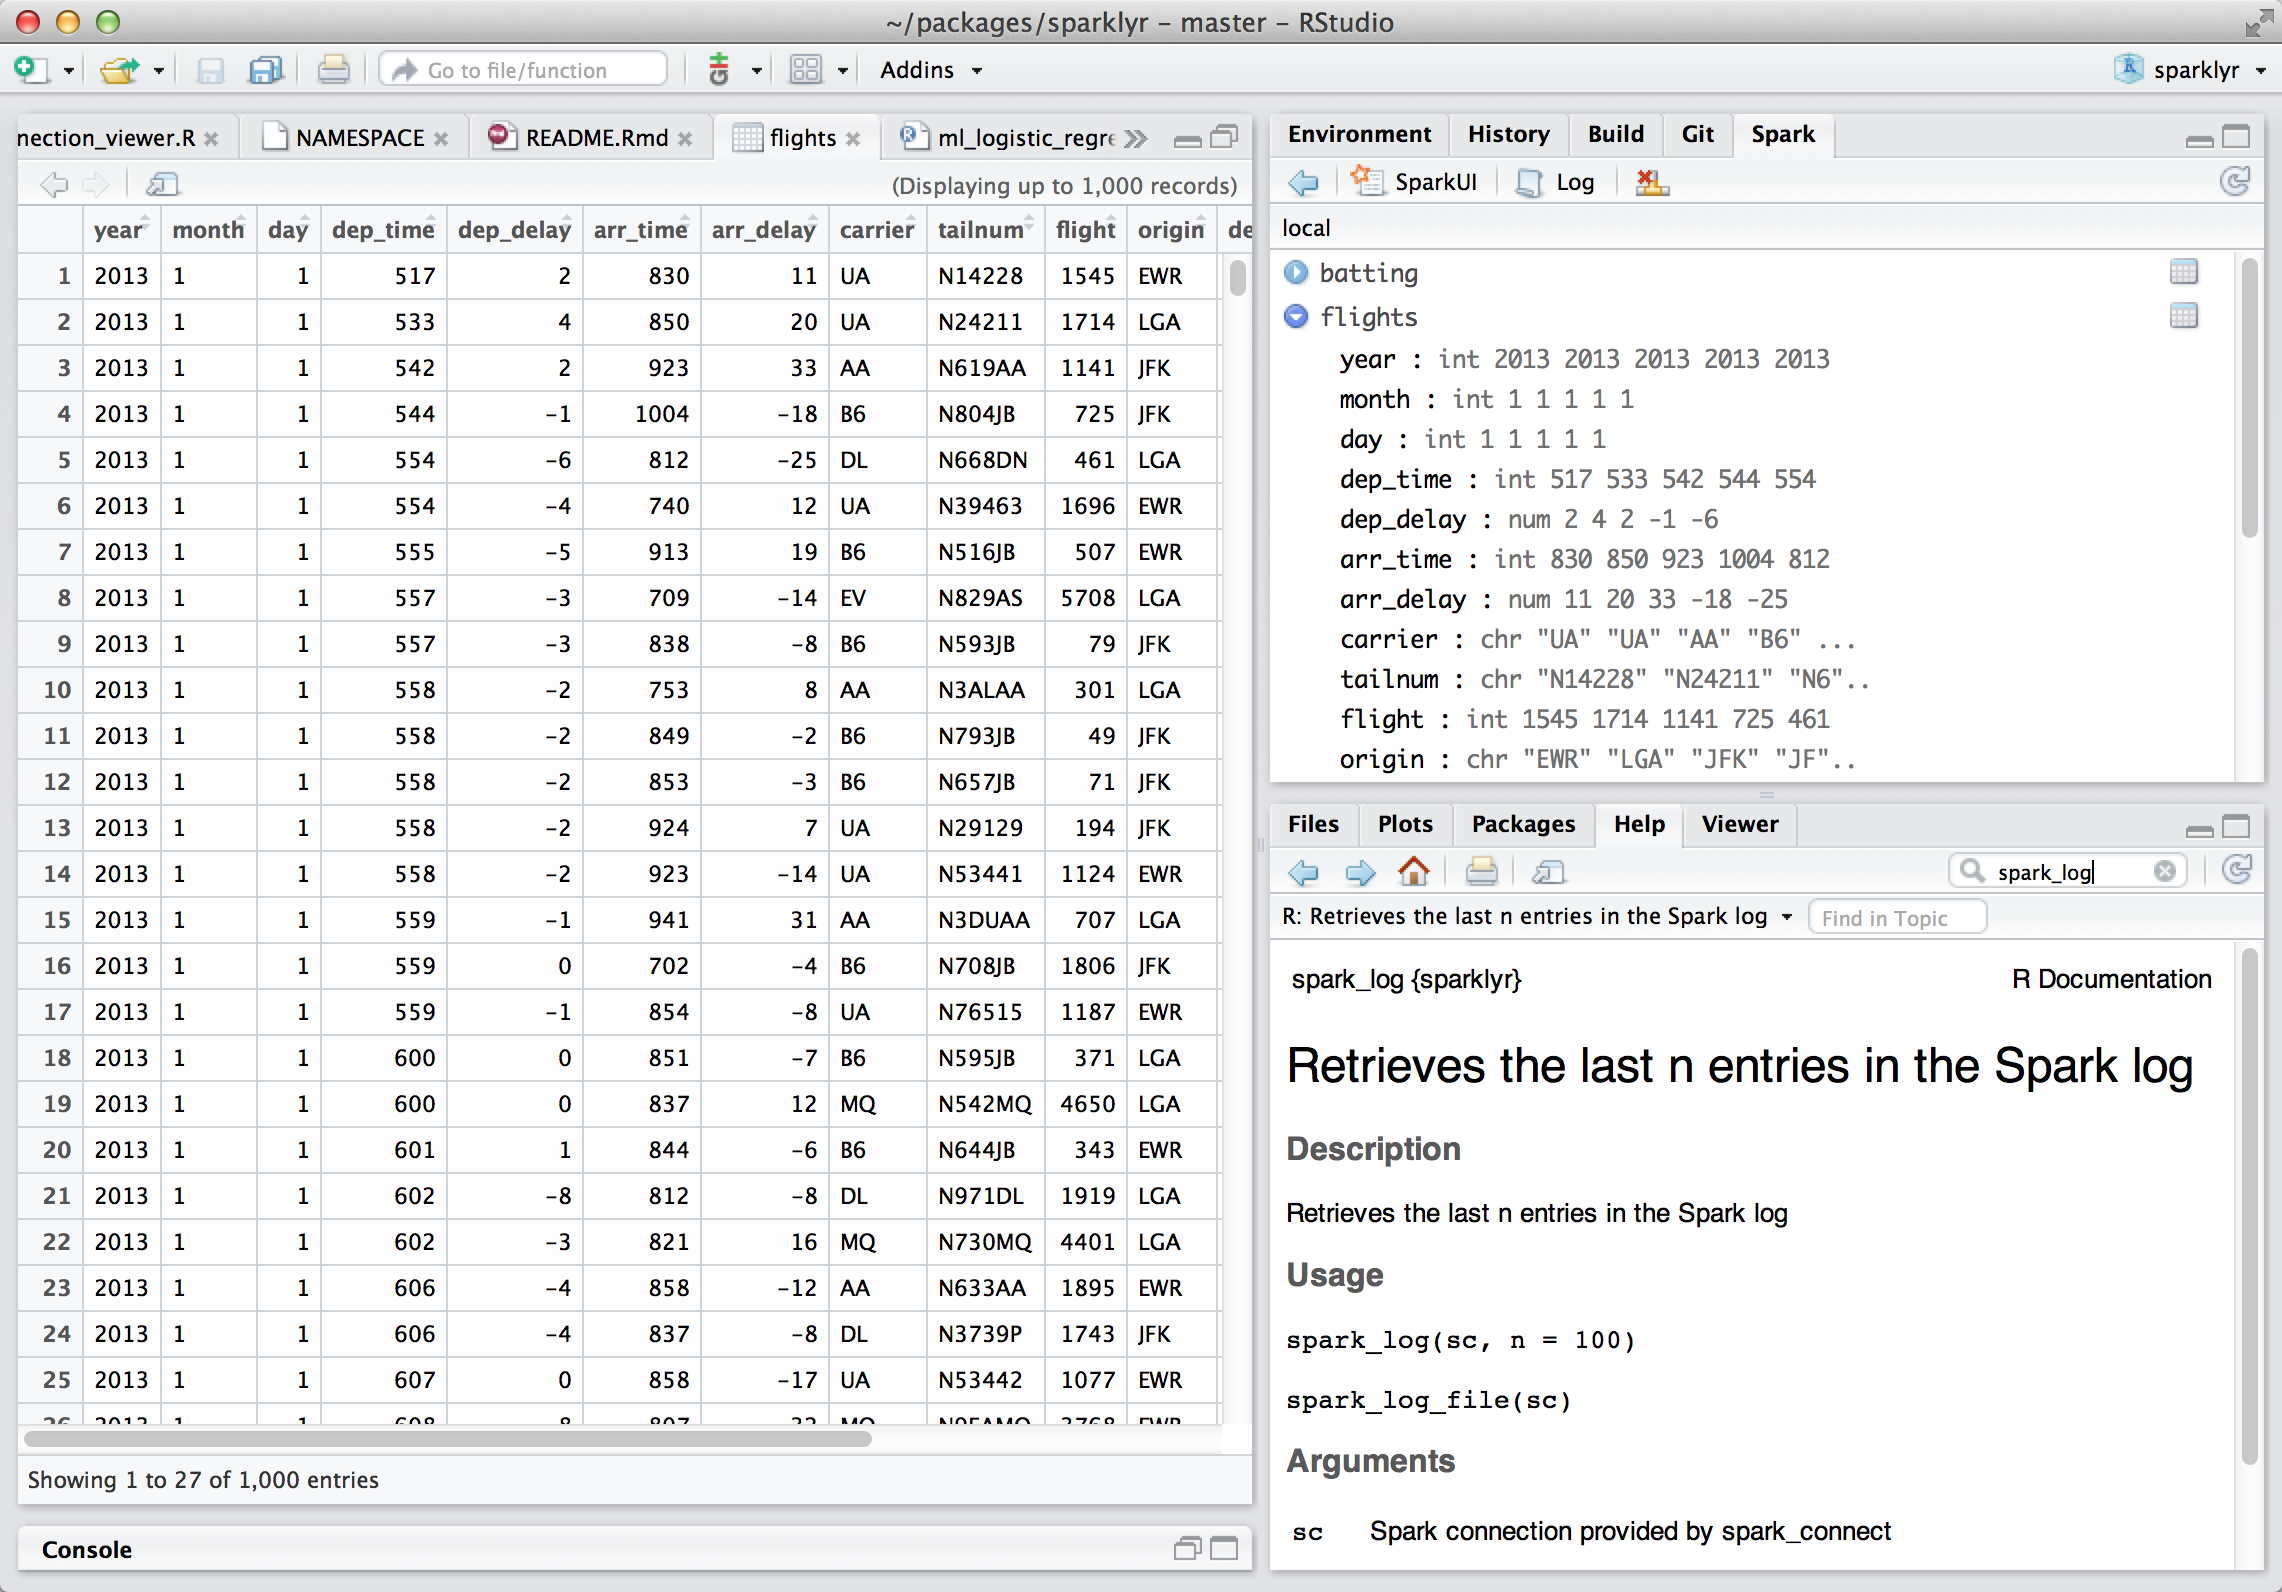 ~/packages/sparklyr – master – RStudio
Go to file/function
Addins
sparklyr
nection_viewer.R
NAMESPACE
README.Rmd
flights
ml_logistic_regre
(Displaying up to 1,000 records)
year month day dep_time dep_delay arr_time arr_delay carrier tailnum flight origin de
1 2013 1 1 517 2 830 11 UA N14228 1545 EWR
2 2013 1 1 533 4 850 20 UA N24211 1714 LGA
3 2013 1 1 542 2 923 33 AA N619AA 1141 JFK
4 2013 1 1 544 -1 1004 -18 B6 N804JB 725 JFK
5 2013 1 1 554 -6 812 -25 DL N668DN 461 LGA
6 2013 1 1 554 -4 740 12 UA N39463 1696 EWR
7 2013 1 1 555 -5 913 19 B6 N516JB 507 EWR
8 2013 1 1 557 -3 709 -14 EV N829AS 5708 LGA
9 2013 1 1 557 -3 838 -8 B6 N593JB 79 JFK
10 2013 1 1 558 -2 753 8 AA N3ALAA 301 LGA
11 2013 1 1 558 -2 849 -2 B6 N793JB 49 JFK
12 2013 1 1 558 -2 853 -3 B6 N657JB 71 JFK
13 2013 1 1 558 -2 924 7 UA N29129 194 JFK
14 2013 1 1 558 -2 923 -14 UA N53441 1124 EWR
15 2013 1 1 559 -1 941 31 AA N3DUAA 707 LGA
16 2013 1 1 559 0 702 -4 B6 N708JB 1806 JFK
17 2013 1 1 559 -1 854 -8 UA N76515 1187 EWR
18 2013 1 1 600 0 851 -7 B6 N595JB 371 LGA
19 2013 1 1 600 0 837 12 MQ N542MQ 4650 LGA
20 2013 1 1 601 1 844 -6 B6 N644JB 343 EWR
21 2013 1 1 602 -8 812 -8 DL N971DL 1919 LGA
22 2013 1 1 602 -3 821 16 MQ N730MQ 4401 LGA
23 2013 1 1 606 -4 858 -12 AA N633AA 1895 EWR
24 2013 1 1 606 -4 837 -8 DL N3739P 1743 JFK
25 2013 1 1 607 0 858 -17 UA N53442 1077 EWR
Showing 1 to 27 of 1,000 entries
Console
Environment History Build Git Spark
SparkUI Log
local
batting
flights
year : int 2013 2013 2013 2013 2013
month : int 1 1 1 1 1
day : int 1 1 1 1 1
dep_time : int 517 533 542 544 554
dep_delay : num 2 4 2 -1 -6
arr_time : int 830 850 923 1004 812
arr_delay : num 11 20 33 -18 -25
carrier : chr "UA" "UA" "AA" "B6" ...
tailnum : chr "N14228" "N24211" "N6"..
flight : int 1545 1714 1141 725 461
origin : chr "EWR" "LGA" "JFK" "JF"..
Files Plots Packages Help Viewer
spark_log
R: Retrieves the last n entries in the Spark log
Find in Topic
spark_log {sparklyr}
R Documentation
Retrieves the last n entries in the Spark log
Description
Retrieves the last n entries in the Spark log
Usage
spark_log(sc, n = 100)
spark_log_file(sc)
Arguments
sc Spark connection provided by spark_connect